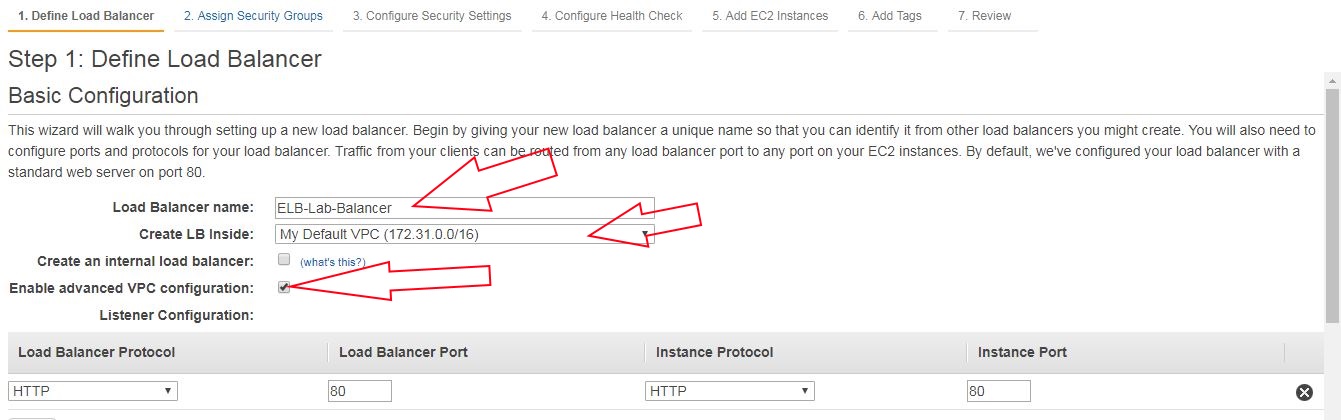 1. Define Load Balancer 2. Assign Security Groups 3. Configure Security Settings 4. Configure Health Check 5. Add EC2 Instances 6. Add Tags 7. Review
Step 1: Define Load Balancer
Basic Configuration
This wizard will walk you through setting up a new load balancer. Begin by giving your new load balancer a unique name so that you can identify it from other load balancers you might create. You will also need to
configure ports and protocols for your load balancer. Traffic from your clients can be routed from any load balancer port to any port on your EC2 instances. By default, we've configured your load balancer with a
standard web server on port 80.
Load Balancer name: ELB-Lab-Balancer
Create LB Inside: My Default VPC (172.31.0.0/16)
Create an internal load balancer: (what's this?)
Enable advanced VPC configuration:
Listener Configuration:
Load Balancer Protocol Load Balancer Port Instance Protocol Instance Port
HTTP 80 HTTP 80